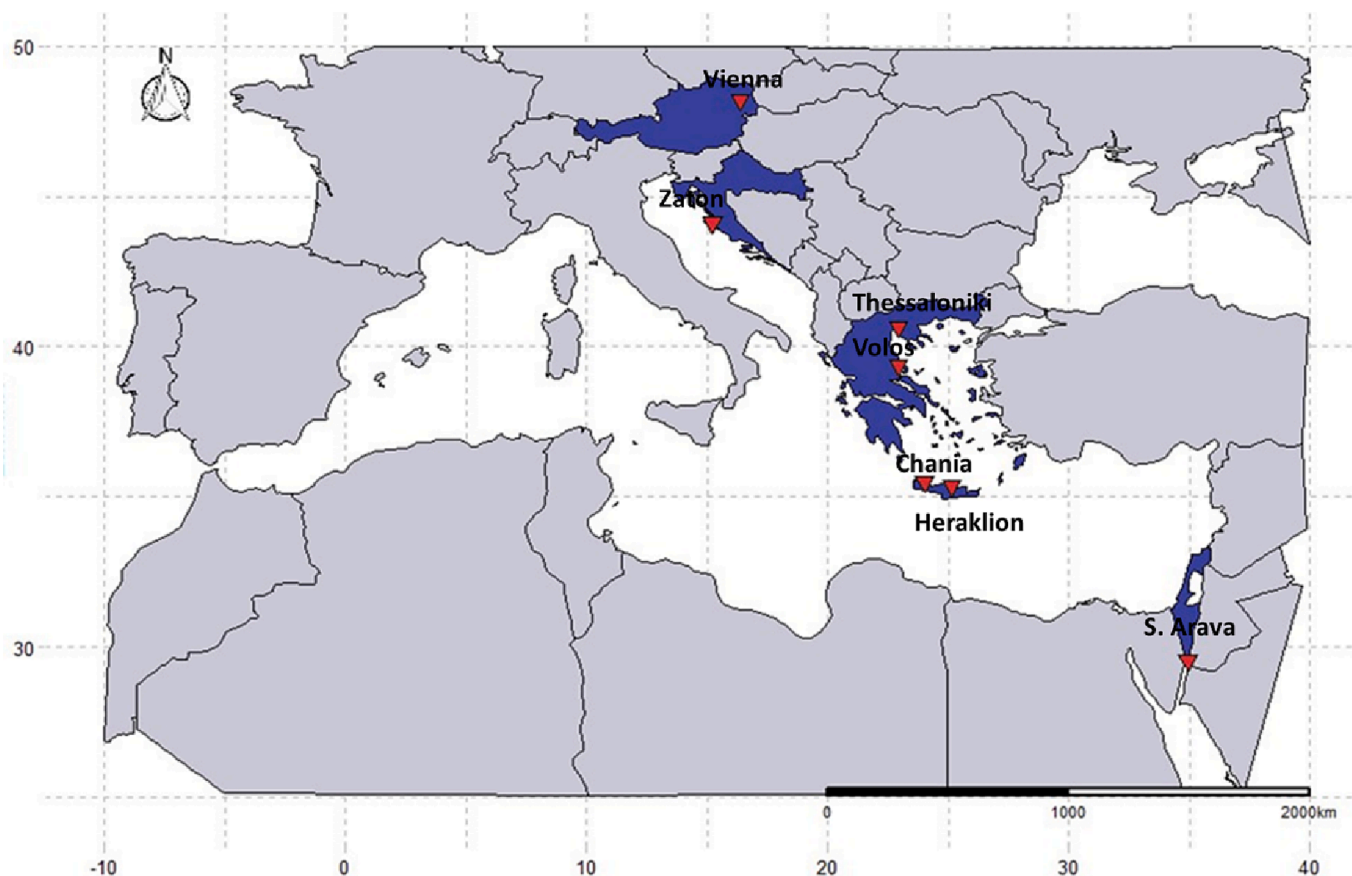 50
N
Vienna
Zaton
Thessaloniki
40
Volos
Chania
Heraklion
S. Arava
30
0 1000 2000km
-10 0 10 20 30 40